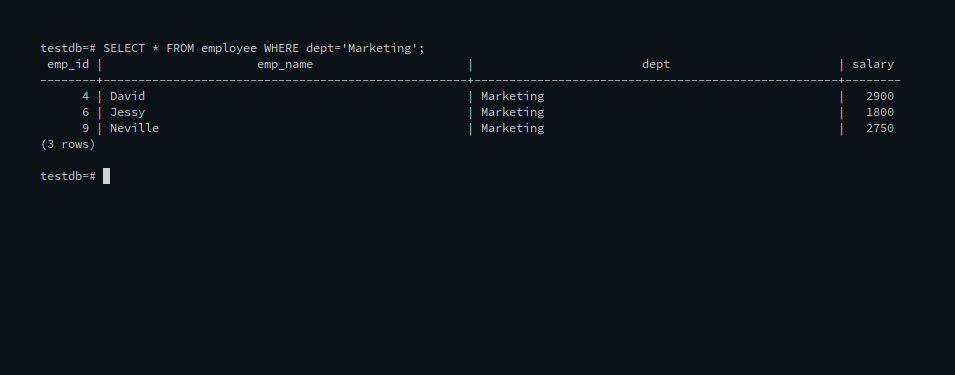 testdb=# SELECT * FROM employee WHERE dept='Marketing';
 emp_id |                      emp_name                      |                        dept                        | salary
--------+----------------------------------------------------+----------------------------------------------------+--------
      4 | David                                              | Marketing                                          |   2900
      6 | Jessy                                              | Marketing                                          |   1800
      9 | Neville                                            | Marketing                                          |   2750
(3 rows)
testdb=#